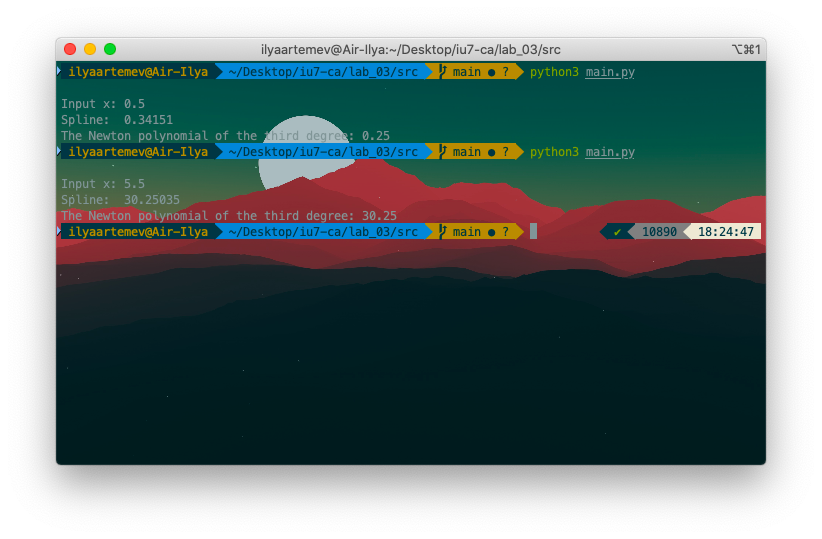 ilyaartemev@Air-Ilya:~/Desktop/iu7-ca/lab_03/src ⌥⌘1
ilyaartemev@Air-Ilya ~/Desktop/iu7-ca/lab_03/src main ● ? python3 main.py
Input x: 0.5
Spline:  0.34151
The Newton polynomial of the third degree: 0.25
ilyaartemev@Air-Ilya ~/Desktop/iu7-ca/lab_03/src main ● ? python3 main.py
Input x: 5.5
Spline:  30.25035
The Newton polynomial of the third degree: 30.25
ilyaartemev@Air-Ilya ~/Desktop/iu7-ca/lab_03/src main ● ? ✔ 10890 18:24:47